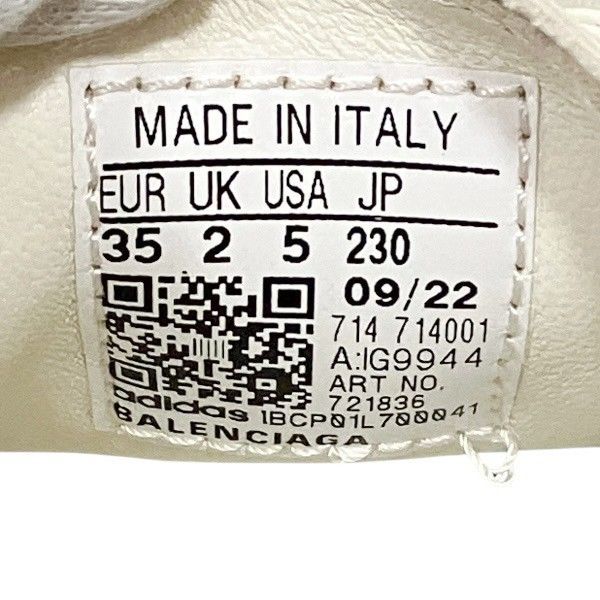 MADE IN ITALY
EUR UK USA JP
35 2 5 230
09/22
714 714001
A:IG9944
ART NO.
721836
adidas 1BCP01L700041
BALENCIAGA